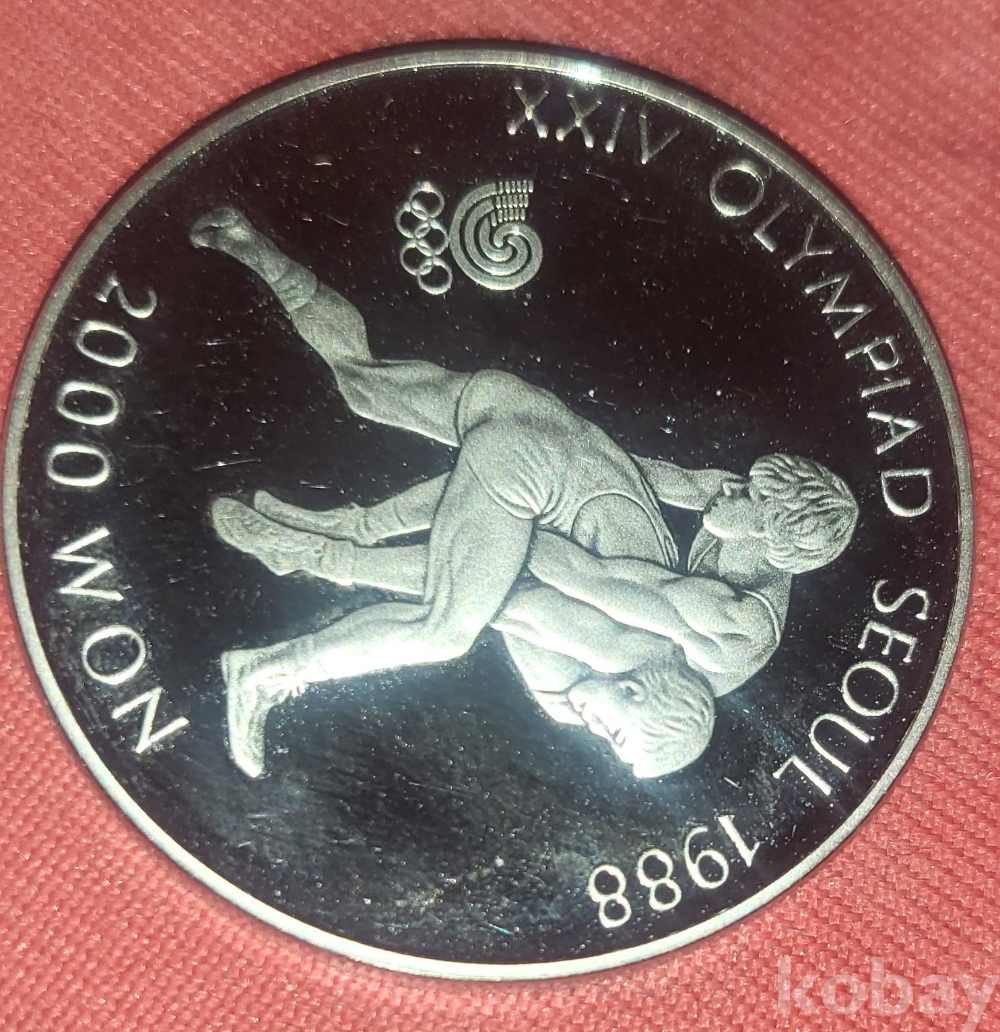 XXIV OLYMPIAD SEOUL 1988
2000 WON
kobay